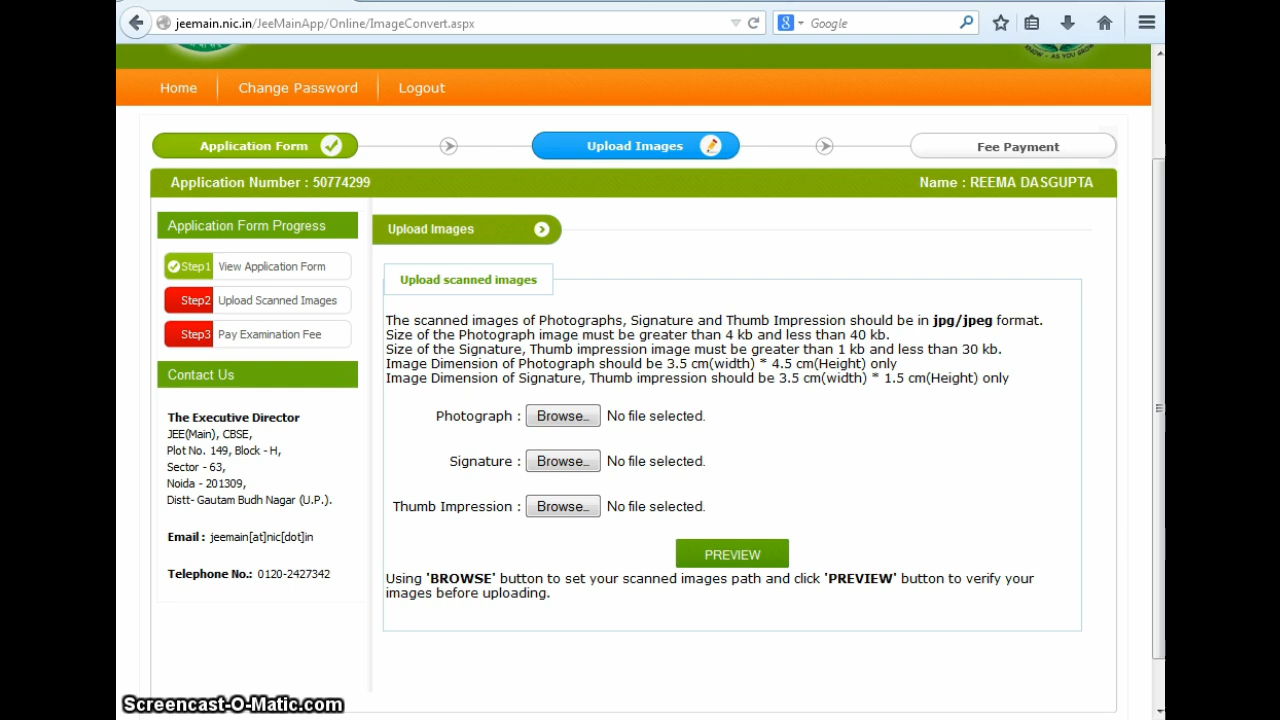 jeemain.nic.in/JeeMainApp/Online/ImageConvert.aspx
Google
KNOW - AS YOU GROW
Home
Change Password
Logout
Application Form
Upload Images
Fee Payment
Application Number : 50774299
Name : REEMA DASGUPTA
Application Form Progress
Step1 View Application Form
Step2 Upload Scanned Images
Step3 Pay Examination Fee
Contact Us
The Executive Director
JEE(Main), CBSE,
Plot No. 149, Block - H,
Sector - 63,
Noida - 201309,
Distt- Gautam Budh Nagar (U.P.).
Email : jeemain[at]nic[dot]in
Telephone No.: 0120-2427342
Upload Images
Upload scanned images
The scanned images of Photographs, Signature and Thumb Impression should be in jpg/jpeg format.
Size of the Photograph image must be greater than 4 kb and less than 40 kb.
Size of the Signature, Thumb impression image must be greater than 1 kb and less than 30 kb.
Image Dimension of Photograph should be 3.5 cm(width) * 4.5 cm(Height) only
Image Dimension of Signature, Thumb impression should be 3.5 cm(width) * 1.5 cm(Height) only
Photograph : Browse... No file selected.
Signature : Browse... No file selected.
Thumb Impression : Browse... No file selected.
PREVIEW
Using 'BROWSE' button to set your scanned images path and click 'PREVIEW' button to verify your
images before uploading.
Screencast-O-Matic.com